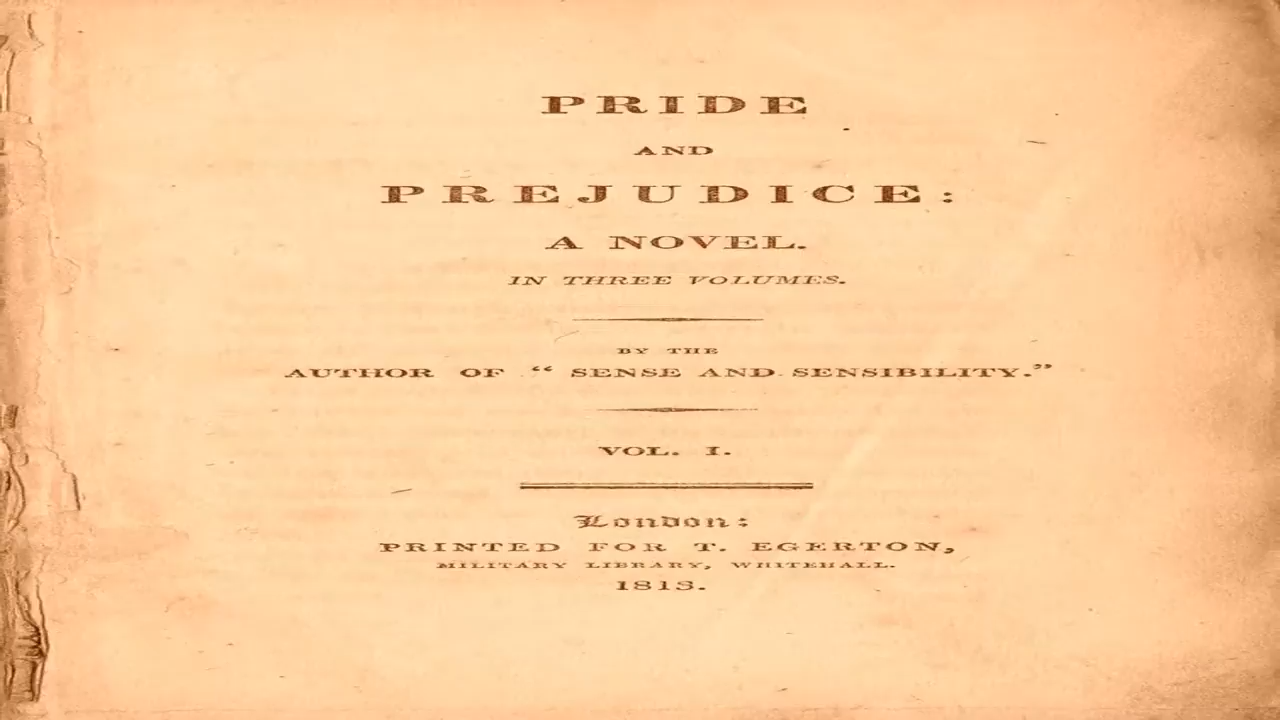 PRIDE
AND
PREJUDICE:
A NOVEL.
IN THREE VOLUMES.
BY THE
AUTHOR OF “ SENSE AND SENSIBILITY.”
VOL. I.
London:
PRINTED FOR T. EGERTON,
MILITARY LIBRARY, WHITEHALL.
1813.